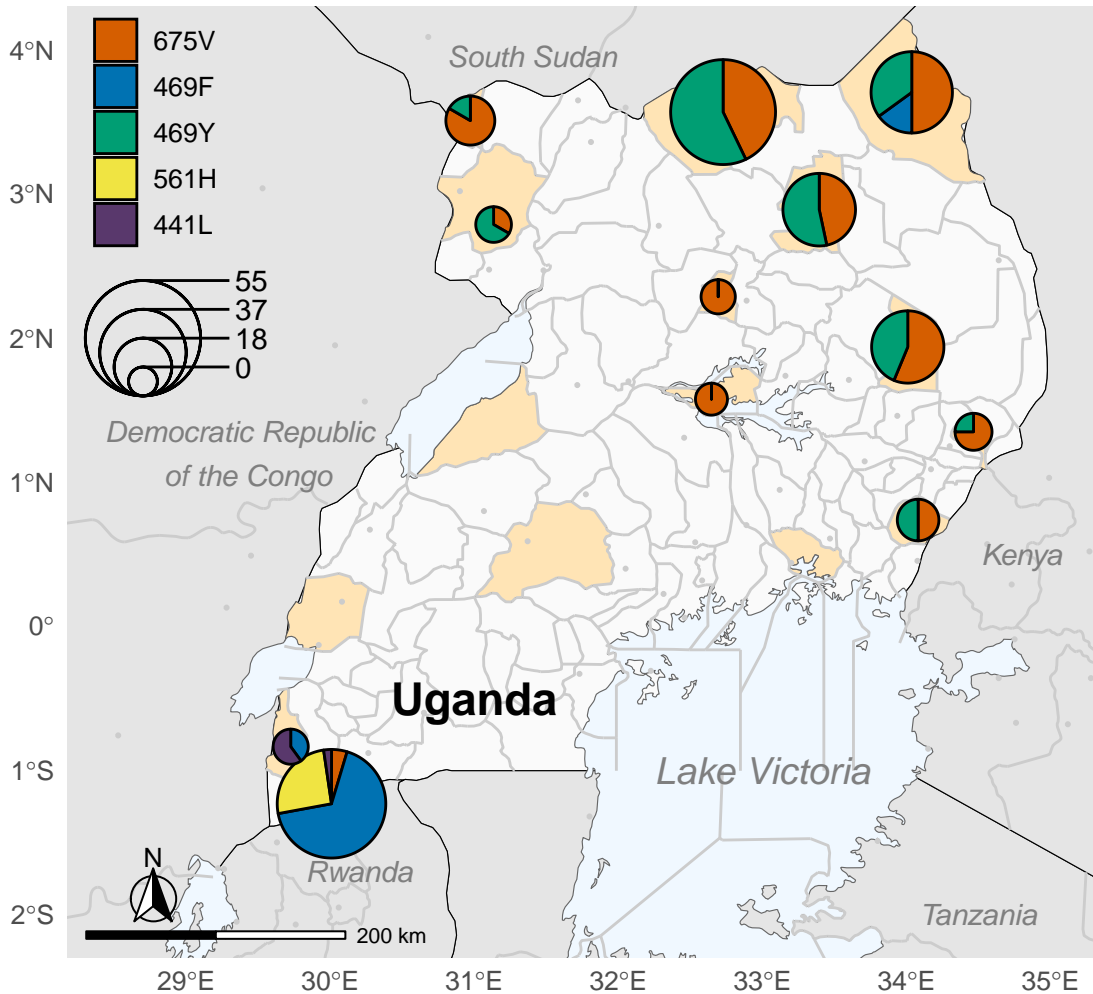 4°N
3°N
2°N
1°N
0°
1°S
2°S
675V
469F
469Y
561H
441L
55
37
18
0
South Sudan
Democratic Republic
of the Congo
Kenya
Uganda
Lake Victoria
Rwanda
Tanzania
N
200 km
29°E
30°E
31°E
32°E
33°E
34°E
35°E